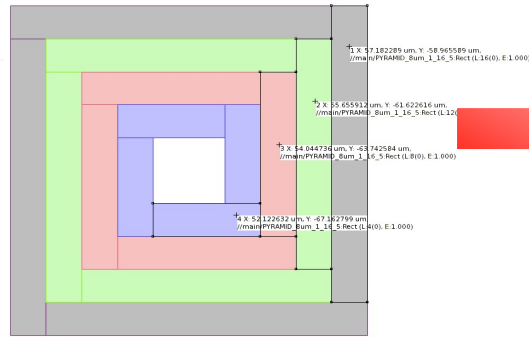 1 X: 57.182289 um, Y: -58.965589 um,
//main/PYRAMID_8um_1_16_5:Rect (L:16(0), E:1.000)
2 X: 55.655912 um, Y: -61.622616 um,
//main/PYRAMID_8um_1_16_5:Rect (L:12(
E:1.000)
3 X: 54.044736 um, Y: -63.742584 um,
//main/PYRAMID_8um_1_16_5:Rect (L:8(0), E:1.000)
4 X: 52.122632 um, Y: -67.162799 um,
//main/PYRAMID_8um_1_16_5:Rect (L:4(0), E:1.000)